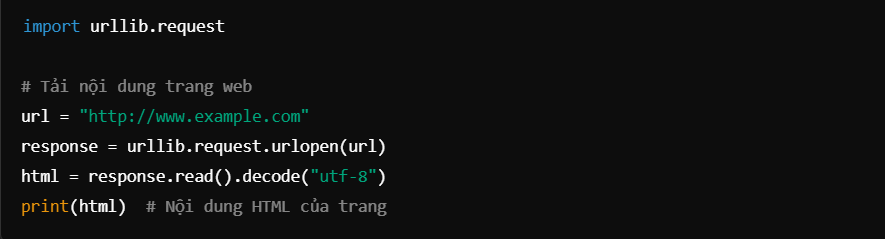 import urllib.request
# Tải nội dung trang web
url = "http://www.example.com"
response = urllib.request.urlopen(url)
html = response.read().decode("utf-8")
print(html)  # Nội dung HTML của trang